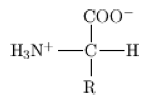 COO⁻
H₃N⁺ — C — H
R